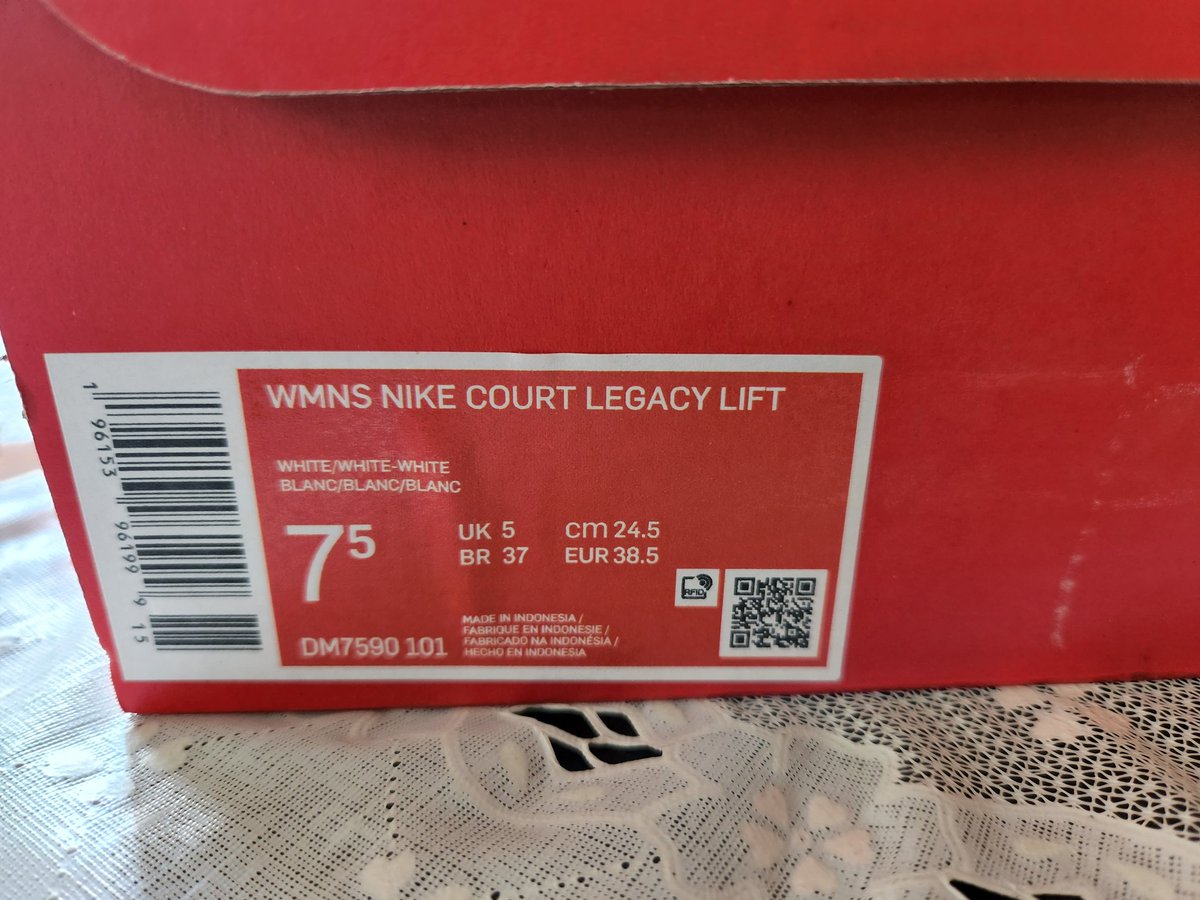 WMNS NIKE COURT LEGACY LIFT
WHITE/WHITE-WHITE
BLANC/BLANC/BLANC
7⁵
UK 5 cm 24.5
BR 37 EUR 38.5
RFID
DM7590 101
MADE IN INDONESIA /
FABRIQUE EN INDONESIE /
FABRICADO NA INDONÉSIA /
HECHO EN INDONESIA
1 96153 96199 9 15